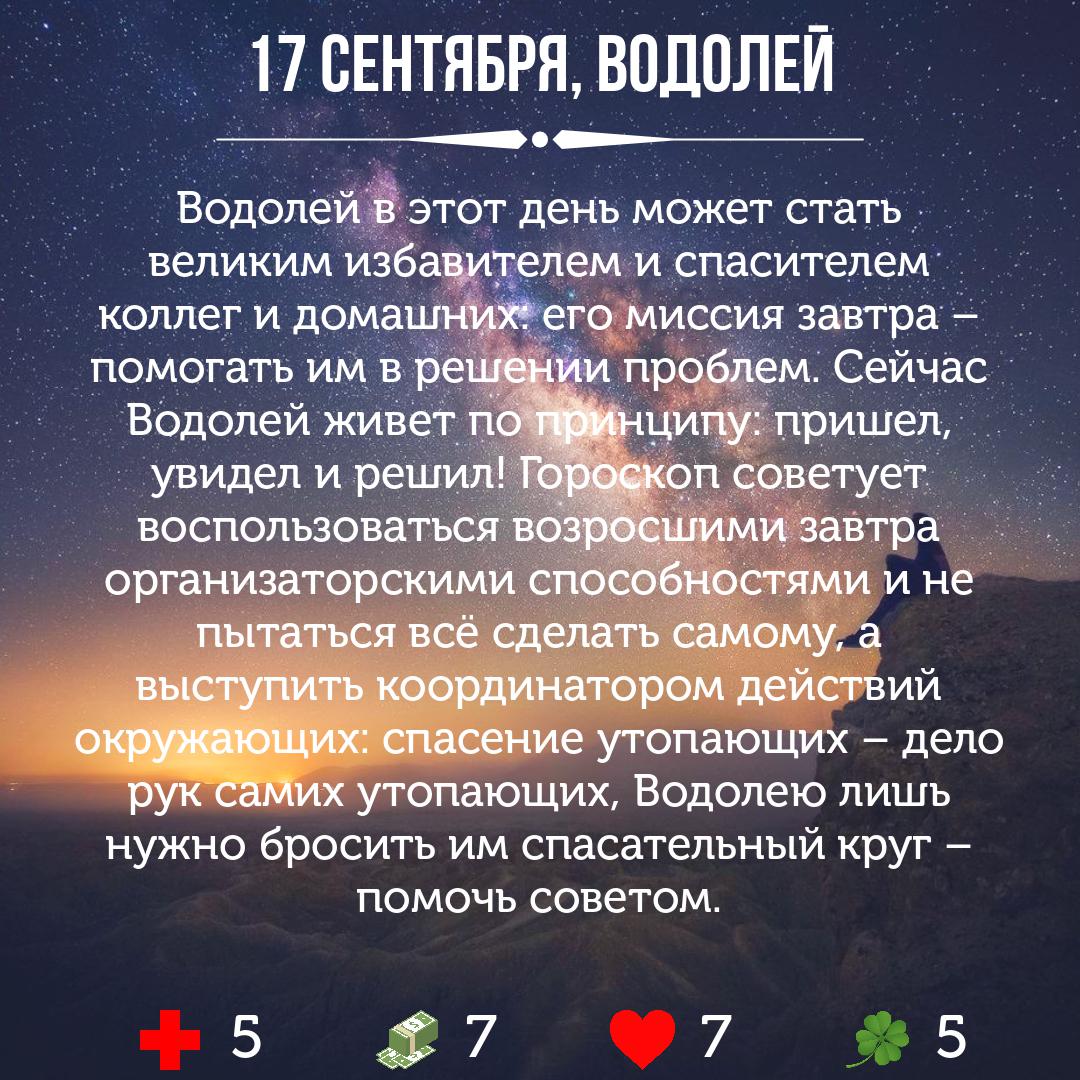 17 СЕНТЯБРЯ, ВОДОЛЕЙ
Водолей в этот день может стать
великим избавителем и спасителем
коллег и домашних: его миссия завтра –
помогать им в решении проблем. Сейчас
Водолей живет по принципу: пришел,
увидел и решил! Гороскоп советует
воспользоваться возросшими завтра
организаторскими способностями и не
пытаться всё сделать самому, а
выступить координатором действий
окружающих: спасение утопающих – дело
рук самих утопающих, Водолею лишь
нужно бросить им спасательный круг –
помочь советом.
5 7 7 5